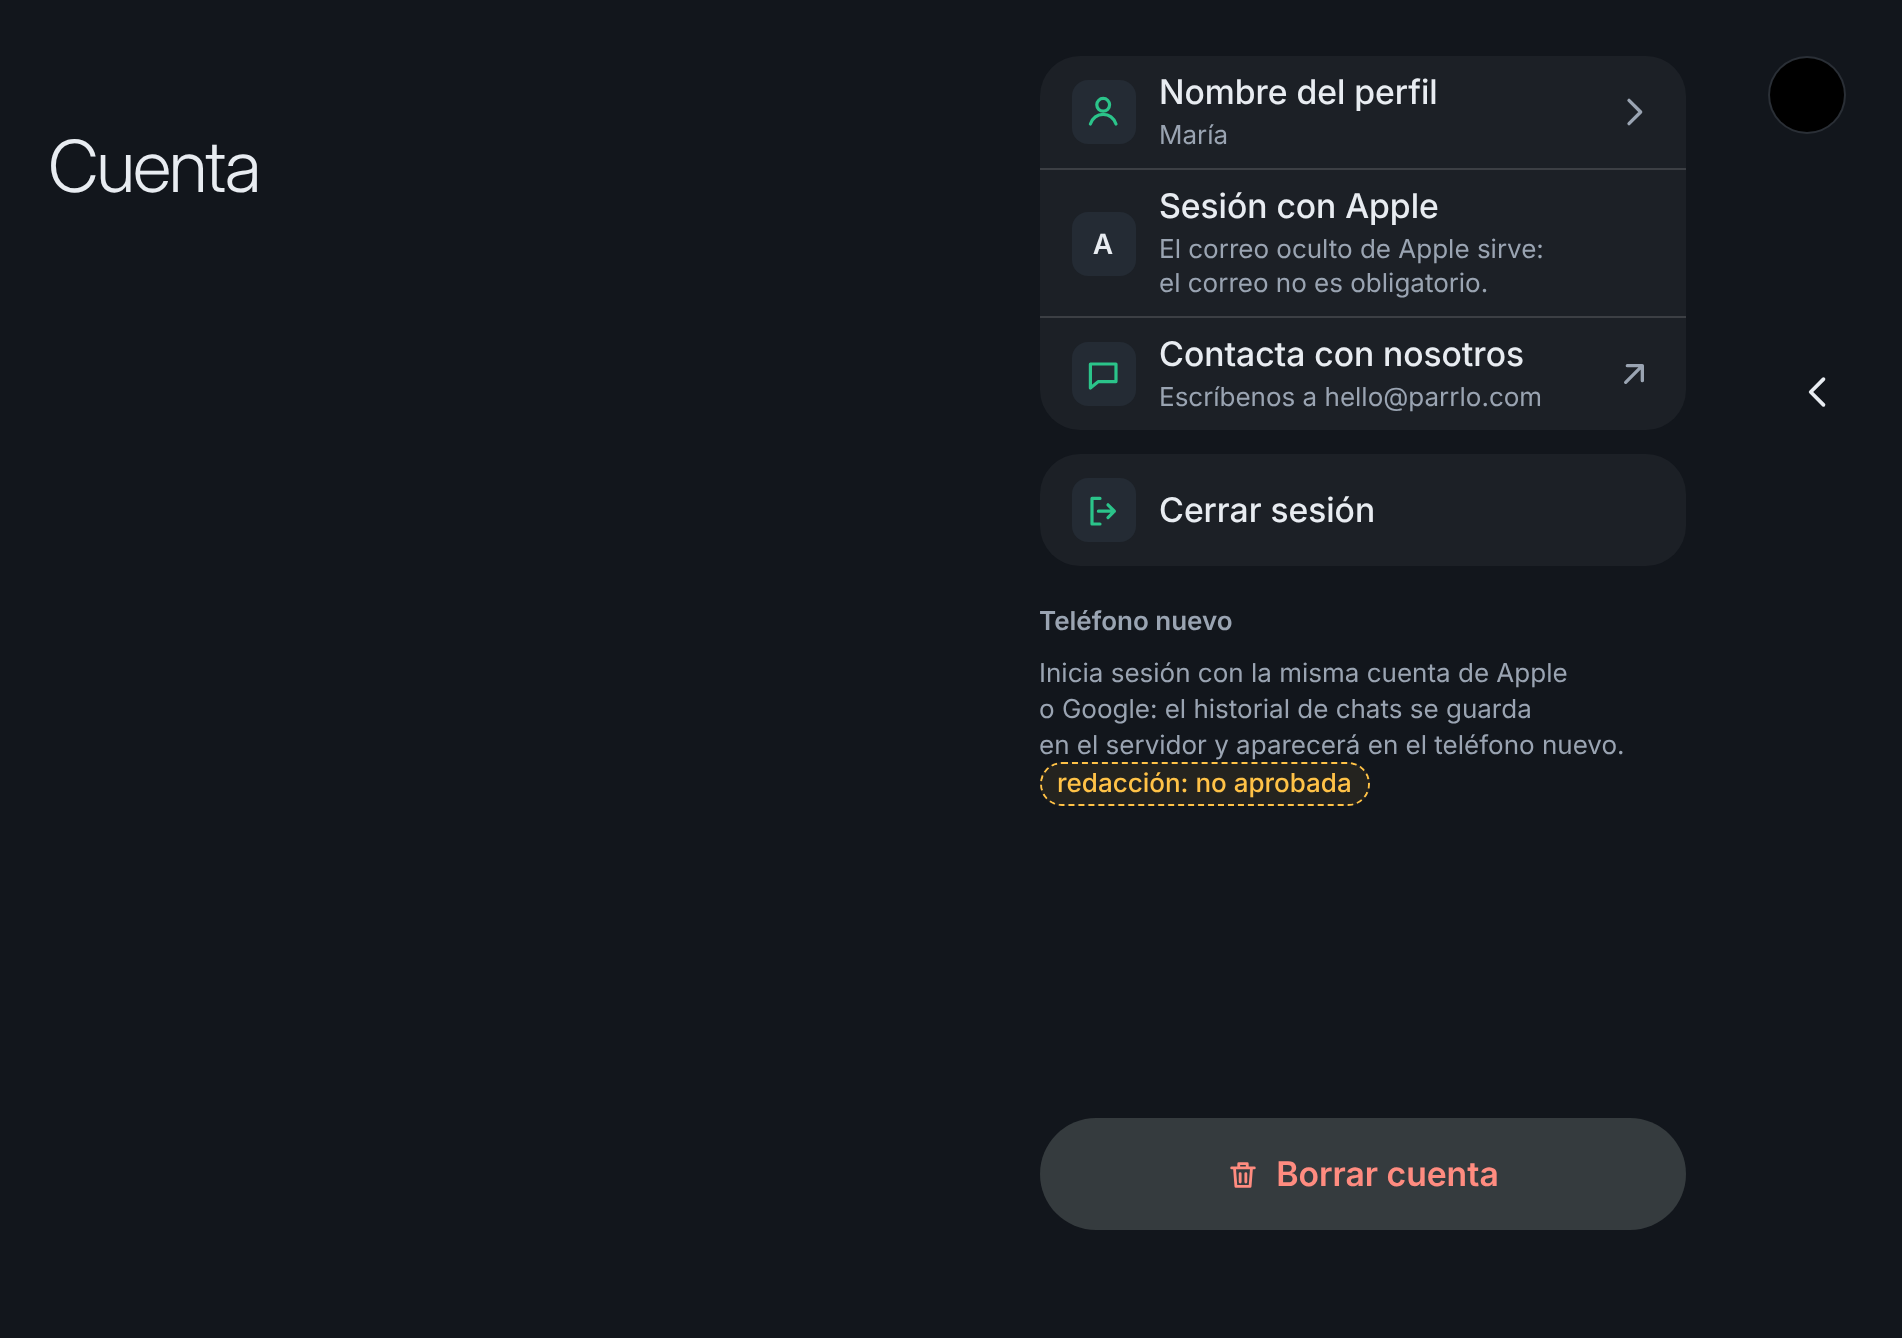 Cuenta
Nombre del perfil
María
A
Sesión con Apple
El correo oculto de Apple sirve:
el correo no es obligatorio.
Contacta con nosotros
Escríbenos a hello@parrlo.com
Cerrar sesión
Teléfono nuevo
Inicia sesión con la misma cuenta de Apple
o Google: el historial de chats se guarda
en el servidor y aparecerá en el teléfono nuevo.
redacción: no aprobada
Borrar cuenta